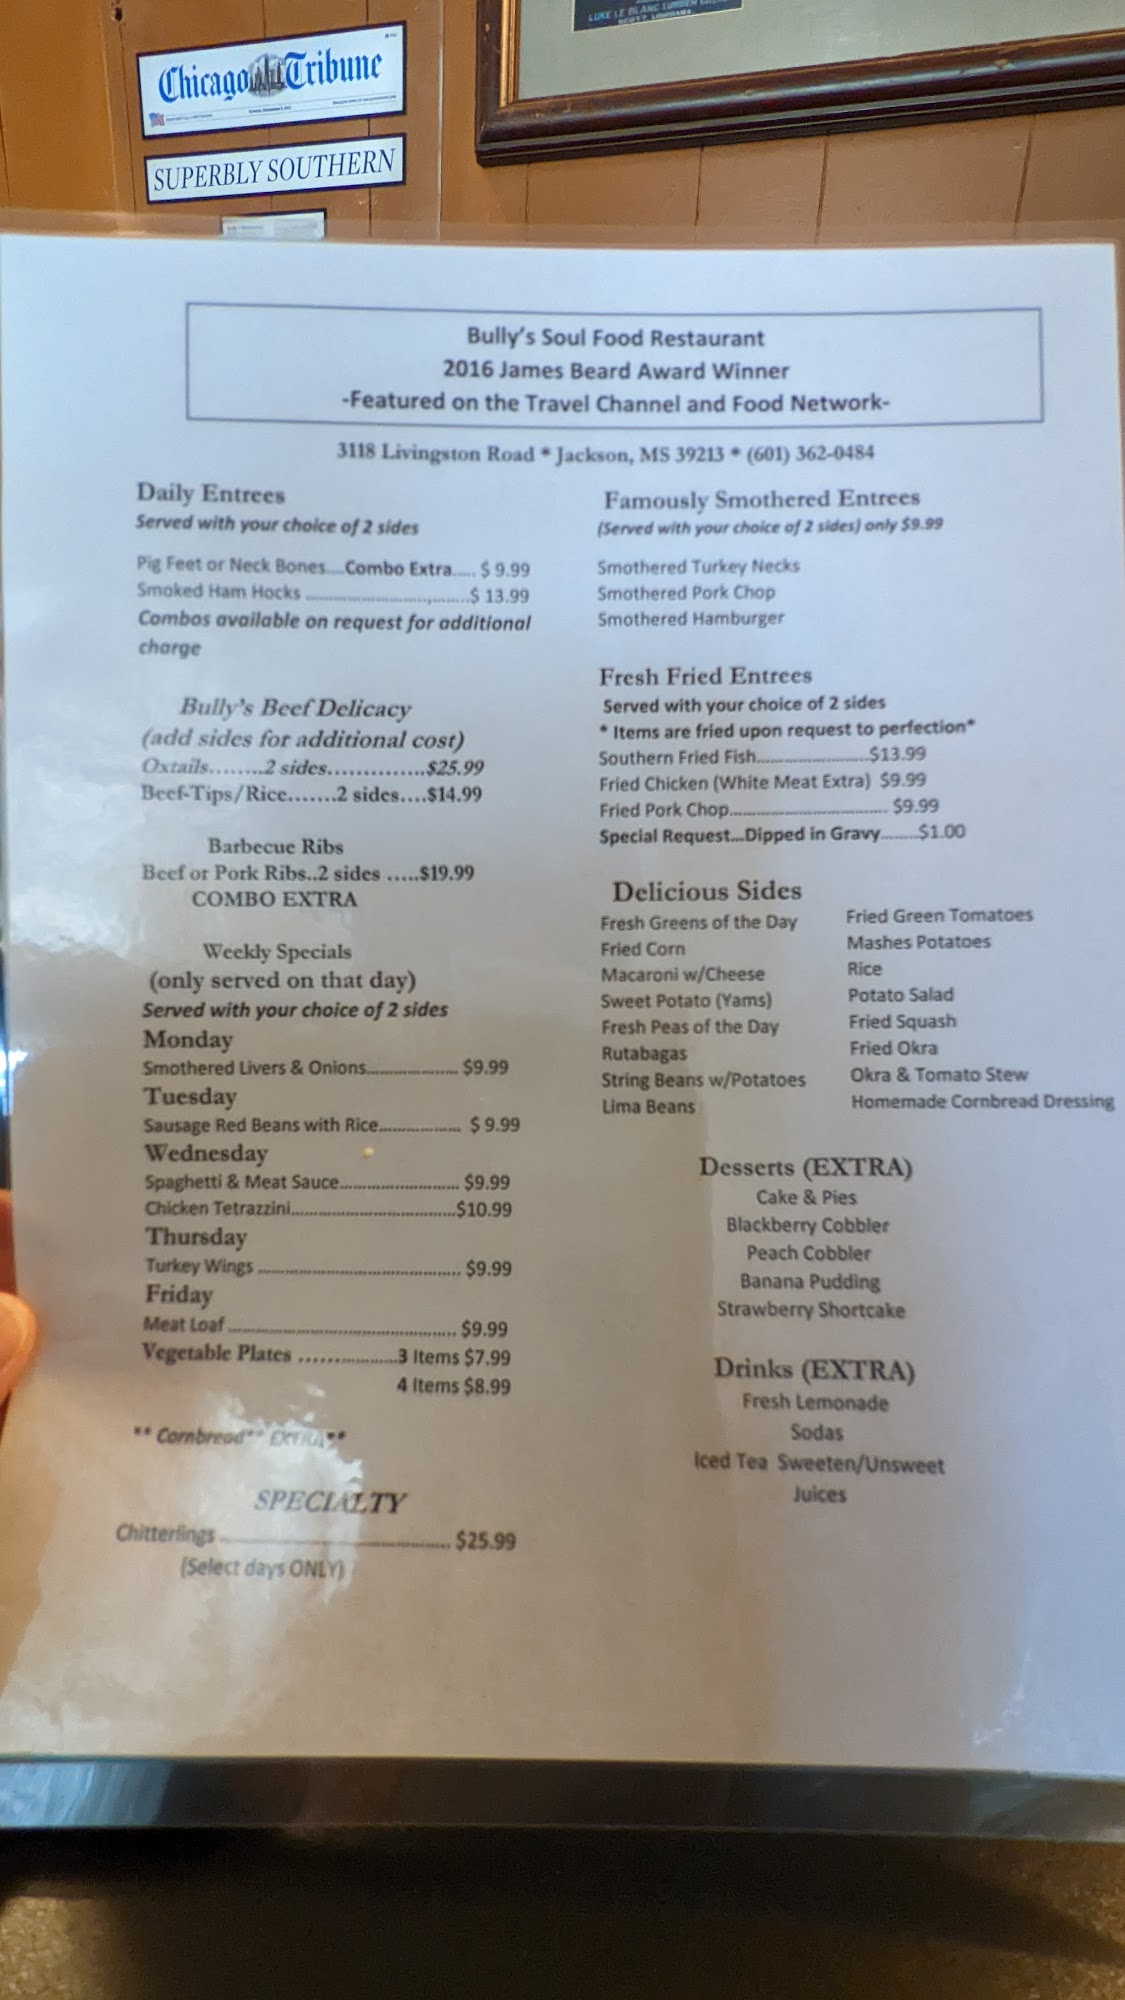 LUKE LE BLANC LUMBER
SCOTT, LOUISIANA
Chicago Tribune
SUPERBLY SOUTHERN
Bully's Soul Food Restaurant
2016 James Beard Award Winner
-Featured on the Travel Channel and Food Network-
3118 Livingston Road * Jackson, MS 39213 * (601) 362-0484
Daily Entrees
Served with your choice of 2 sides
Pig Feet or Neck Bones....Combo Extra..... $ 9.99
Smoked Ham Hocks ..............................$ 13.99
Combos available on request for additional
charge
Bully's Beef Delicacy
(add sides for additional cost)
Oxtails........2 sides..............$25.99
Beef-Tips/Rice.......2 sides....$14.99
Barbecue Ribs
Beef or Pork Ribs..2 sides .....$19.99
COMBO EXTRA
Weekly Specials
(only served on that day)
Served with your choice of 2 sides
Monday
Smothered Livers & Onions.................... $9.99
Tuesday
Sausage Red Beans with Rice.................. $ 9.99
Wednesday
Spaghetti & Meat Sauce.......................... $9.99
Chicken Tetrazzini....................................$10.99
Thursday
Turkey Wings ............................................ $9.99
Friday
Meat Loaf .................................................. $9.99
Vegetable Plates .................3 Items $7.99
4 Items $8.99
** Cornbread** EXTRA**
SPECIALTY
Chitterlings .................................................. $25.99
(Select days ONLY)
Famously Smothered Entrees
(Served with your choice of 2 sides) only $9.99
Smothered Turkey Necks
Smothered Pork Chop
Smothered Hamburger
Fresh Fried Entrees
Served with your choice of 2 sides
* Items are fried upon request to perfection*
Southern Fried Fish.........................$13.99
Fried Chicken (White Meat Extra) $9.99
Fried Pork Chop................................... $9.99
Special Request...Dipped in Gravy........$1.00
Delicious Sides
Fresh Greens of the Day
Fried Corn
Macaroni w/Cheese
Sweet Potato (Yams)
Fresh Peas of the Day
Rutabagas
String Beans w/Potatoes
Lima Beans
Fried Green Tomatoes
Mashes Potatoes
Rice
Potato Salad
Fried Squash
Fried Okra
Okra & Tomato Stew
Homemade Cornbread Dressing
Desserts (EXTRA)
Cake & Pies
Blackberry Cobbler
Peach Cobbler
Banana Pudding
Strawberry Shortcake
Drinks (EXTRA)
Fresh Lemonade
Sodas
Iced Tea Sweeten/Unsweet
Juices